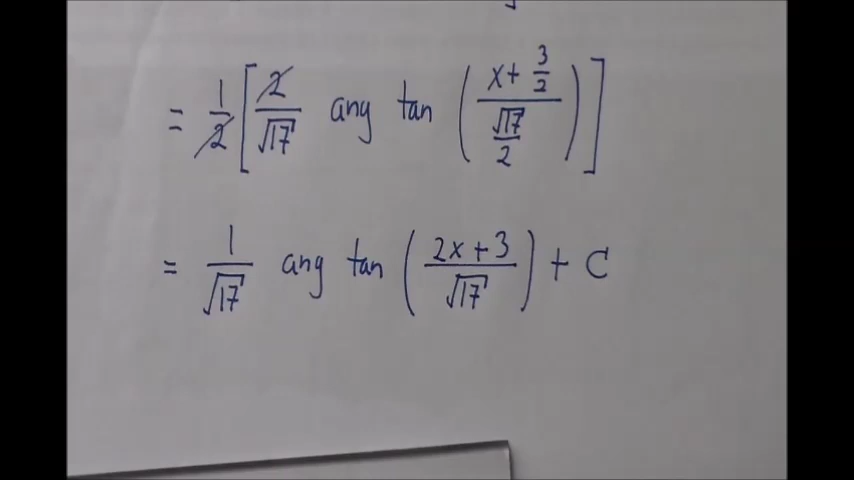 = 1/2 [ 2/√17 ang tan ( (x + 3/2) / (√17/2) ) ]
= 1/√17 ang tan ( (2x + 3) / √17 ) + C